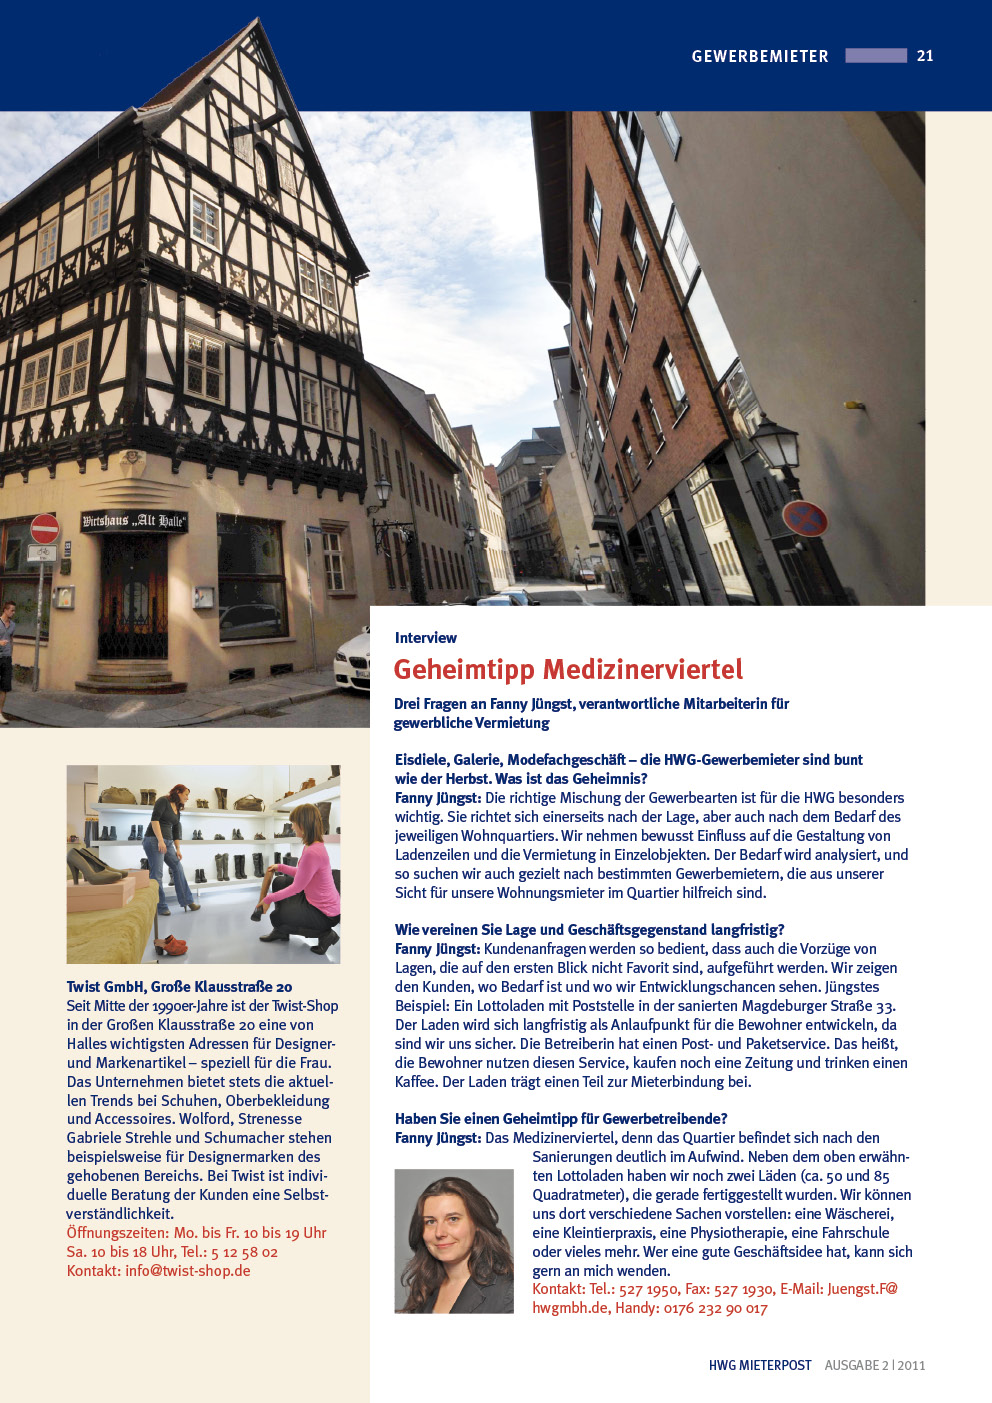 GEWERBEMIETER 21
Wirtshaus „Alt Halle“
Interview
Geheimtipp Medizinerviertel
Drei Fragen an Fanny Jüngst, verantwortliche Mitarbeiterin für
gewerbliche Vermietung
Eisdiele, Galerie, Modefachgeschäft – die HWG-Gewerbemieter sind bunt
wie der Herbst. Was ist das Geheimnis?
Fanny Jüngst: Die richtige Mischung der Gewerbearten ist für die HWG besonders
wichtig. Sie richtet sich einerseits nach der Lage, aber auch nach dem Bedarf des
jeweiligen Wohnquartiers. Wir nehmen bewusst Einfluss auf die Gestaltung von
Ladenzeilen und die Vermietung in Einzelobjekten. Der Bedarf wird analysiert, und
so suchen wir auch gezielt nach bestimmten Gewerbemietern, die aus unserer
Sicht für unsere Wohnungsmieter im Quartier hilfreich sind.
Wie vereinen Sie Lage und Geschäftsgegenstand langfristig?
Fanny Jüngst: Kundenanfragen werden so bedient, dass auch die Vorzüge von
Lagen, die auf den ersten Blick nicht Favorit sind, aufgeführt werden. Wir zeigen
den Kunden, wo Bedarf ist und wo wir Entwicklungschancen sehen. Jüngstes
Beispiel: Ein Lottoladen mit Poststelle in der sanierten Magdeburger Straße 33.
Der Laden wird sich langfristig als Anlaufpunkt für die Bewohner entwickeln, da
sind wir uns sicher. Die Betreiberin hat einen Post- und Paketservice. Das heißt,
die Bewohner nutzen diesen Service, kaufen noch eine Zeitung und trinken einen
Kaffee. Der Laden trägt einen Teil zur Mieterbindung bei.
Haben Sie einen Geheimtipp für Gewerbetreibende?
Fanny Jüngst: Das Medizinerviertel, denn das Quartier befindet sich nach den
Sanierungen deutlich im Aufwind. Neben dem oben erwähn-
ten Lottoladen haben wir noch zwei Läden (ca. 50 und 85
Quadratmeter), die gerade fertiggestellt wurden. Wir können
uns dort verschiedene Sachen vorstellen: eine Wäscherei,
eine Kleintierpraxis, eine Physiotherapie, eine Fahrschule
oder vieles mehr. Wer eine gute Geschäftsidee hat, kann sich
gern an mich wenden.
Kontakt: Tel.: 527 1950, Fax: 527 1930, E-Mail: Juengst.F@
hwgmbh.de, Handy: 0176 232 90 017
Twist GmbH, Große Klausstraße 20
Seit Mitte der 1990er-Jahre ist der Twist-Shop
in der Großen Klausstraße 20 eine von
Halles wichtigsten Adressen für Designer-
und Markenartikel – speziell für die Frau.
Das Unternehmen bietet stets die aktuel-
len Trends bei Schuhen, Oberbekleidung
und Accessoires. Wolford, Strenesse
Gabriele Strehle und Schumacher stehen
beispielsweise für Designermarken des
gehobenen Bereichs. Bei Twist ist indivi-
duelle Beratung der Kunden eine Selbst-
verständlichkeit.
Öffnungszeiten: Mo. bis Fr. 10 bis 19 Uhr
Sa. 10 bis 18 Uhr, Tel.: 5 12 58 02
Kontakt: info@twist-shop.de
HWG MIETERPOST AUSGABE 2 | 2011